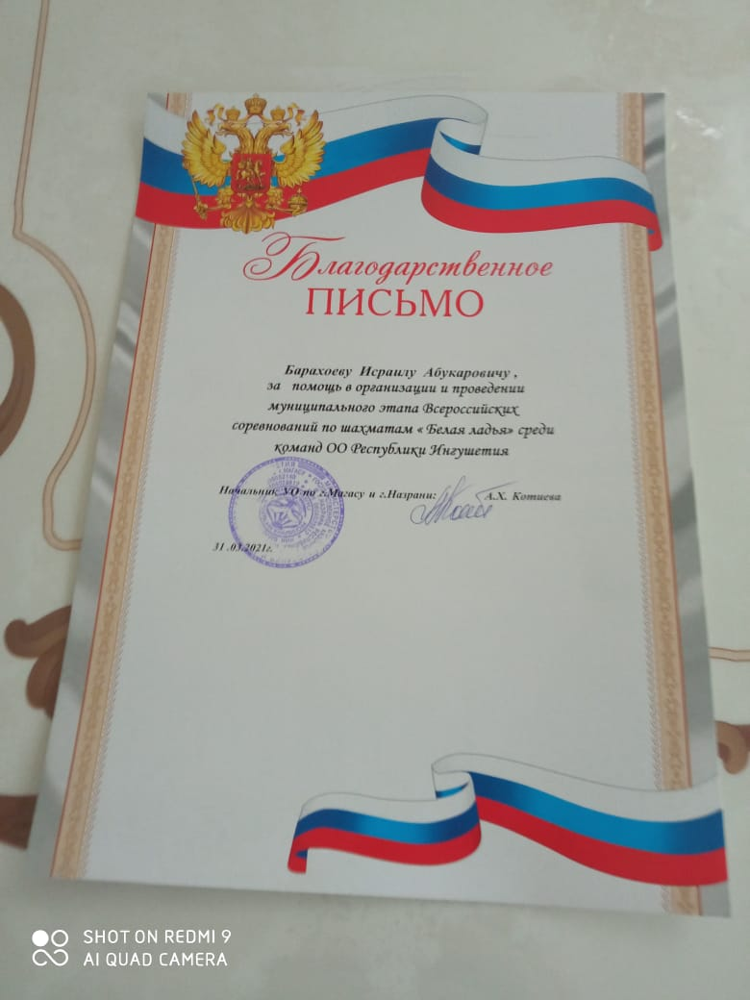 Благодарственное
ПИСЬМО
Барахоеву Исраилу Абукаровичу ,
за помощь в организации и проведении
муниципального этапа Всероссийских
соревнований по шахматам « Белая ладья» среди
команд ОО Республики Ингушетия
Начальник УО по г.Магасу и г.Назрани: А.Х. Котиева
31 .03.2021г.
SHOT ON REDMI 9
AI QUAD CAMERA